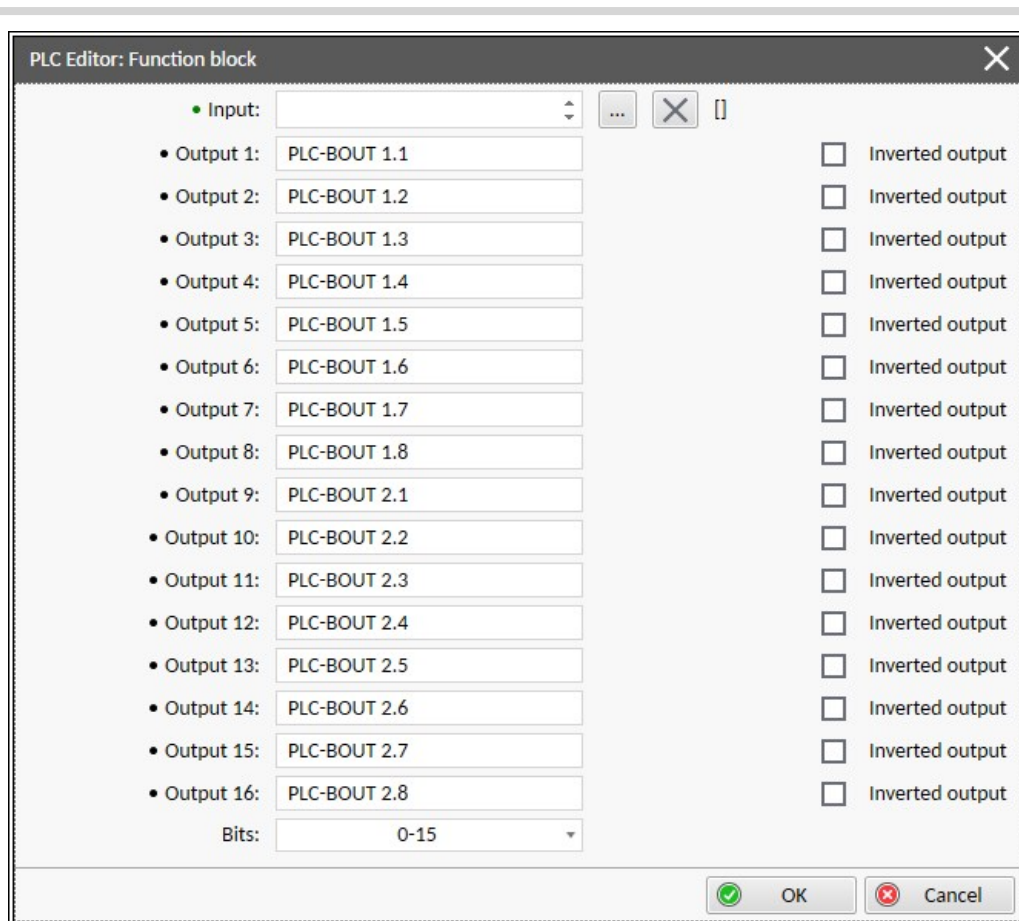 PLC Editor: Function block
• Input: ... []
• Output 1: PLC-BOUT 1.1 Inverted output
• Output 2: PLC-BOUT 1.2 Inverted output
• Output 3: PLC-BOUT 1.3 Inverted output
• Output 4: PLC-BOUT 1.4 Inverted output
• Output 5: PLC-BOUT 1.5 Inverted output
• Output 6: PLC-BOUT 1.6 Inverted output
• Output 7: PLC-BOUT 1.7 Inverted output
• Output 8: PLC-BOUT 1.8 Inverted output
• Output 9: PLC-BOUT 2.1 Inverted output
• Output 10: PLC-BOUT 2.2 Inverted output
• Output 11: PLC-BOUT 2.3 Inverted output
• Output 12: PLC-BOUT 2.4 Inverted output
• Output 13: PLC-BOUT 2.5 Inverted output
• Output 14: PLC-BOUT 2.6 Inverted output
• Output 15: PLC-BOUT 2.7 Inverted output
• Output 16: PLC-BOUT 2.8 Inverted output
Bits: 0-15
OK Cancel